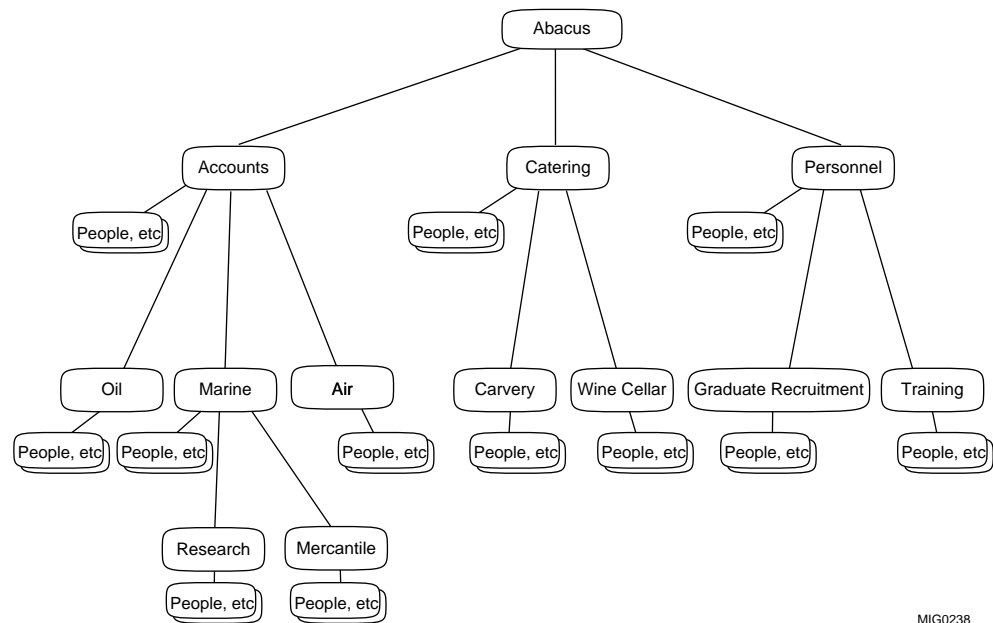 Abacus
Accounts
Catering
Personnel
People, etc
People, etc
People, etc
Oil
Marine
Air
Carvery
Wine Cellar
Graduate Recruitment
Training
People, etc
People, etc
People, etc
People, etc
People, etc
People, etc
People, etc
Research
Mercantile
People, etc
People, etc
MIG0238